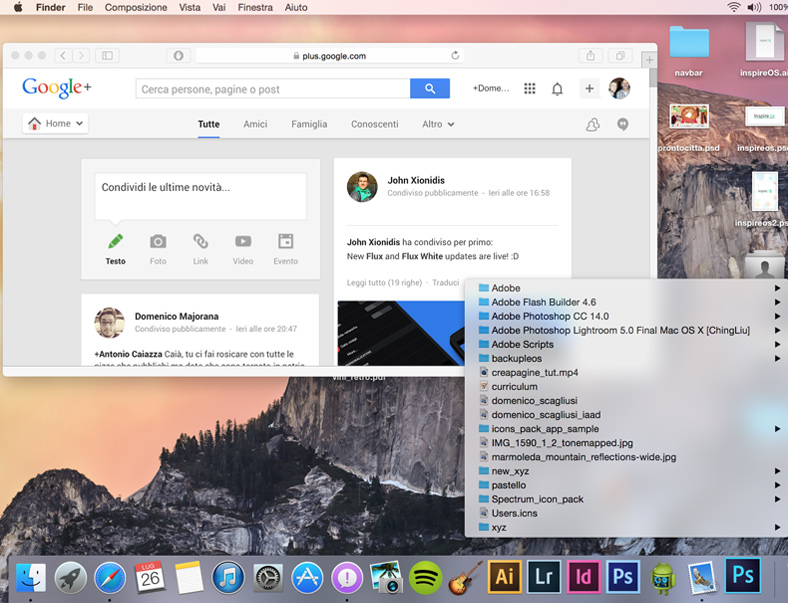 Finder File Composizione Vista Vai Finestra Aiuto 100%
plus.google.com
navbar
inspireOS.ai
Google+
Cerca persone, pagine o post
+Dome...
Home
Tutte Amici Famiglia Conoscenti Altro
prontocitta.psd
inspireos.ps
Condividi le ultime novità...
Testo Foto Link Video Evento
John Xionidis
Condiviso pubblicamente - Ieri alle ore 16:58
John Xionidis ha condiviso per primo:
New Flux and Flux White updates are live! :D
Leggi tutto (19 righe) · Traduci
inspireos2.ps
Domenico Majorana
Condiviso pubblicamente - Ieri alle ore 20:47
+Antonio Caiazza Caià, tu ci fai rosicare con tutte le
vini_retro.pdf
Adobe
Adobe Flash Builder 4.6
Adobe Photoshop CC 14.0
Adobe Photoshop Lightroom 5.0 Final Mac OS X [ChingLiu]
Adobe Scripts
backupleos
creapagine_tut.mp4
curriculum
domenico_scagliusi
domenico_scagliusi_iaad
icons_pack_app_sample
IMG_1590_1_2_tonemapped.jpg
marmoleda_mountain_reflections-wide.jpg
new_xyz
pastello
Spectrum_icon_pack
Users.icns
xyz
LUG
26
Ai Lr Id Ps Ps